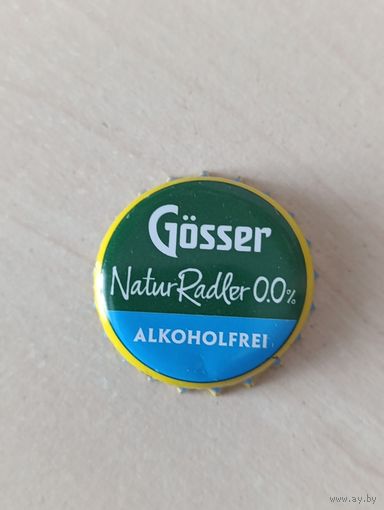 Gösser
NaturRadler 0.0%
ALKOHOLFREI
www.ay.by